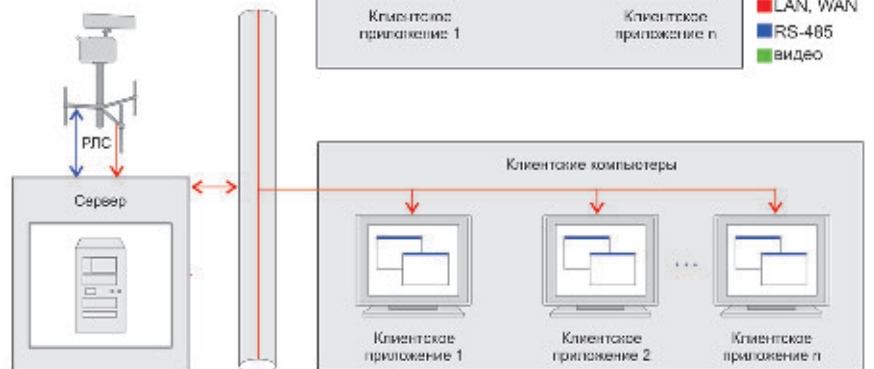 Клиентское
приложение 1
Клиентское
приложение n
LAN, WAN
RS-485
видео
РЛС
Сервер
Клиентские компьютеры
...
Клиентское
приложение 1
Клиентское
приложение 2
Клиентское
приложение n